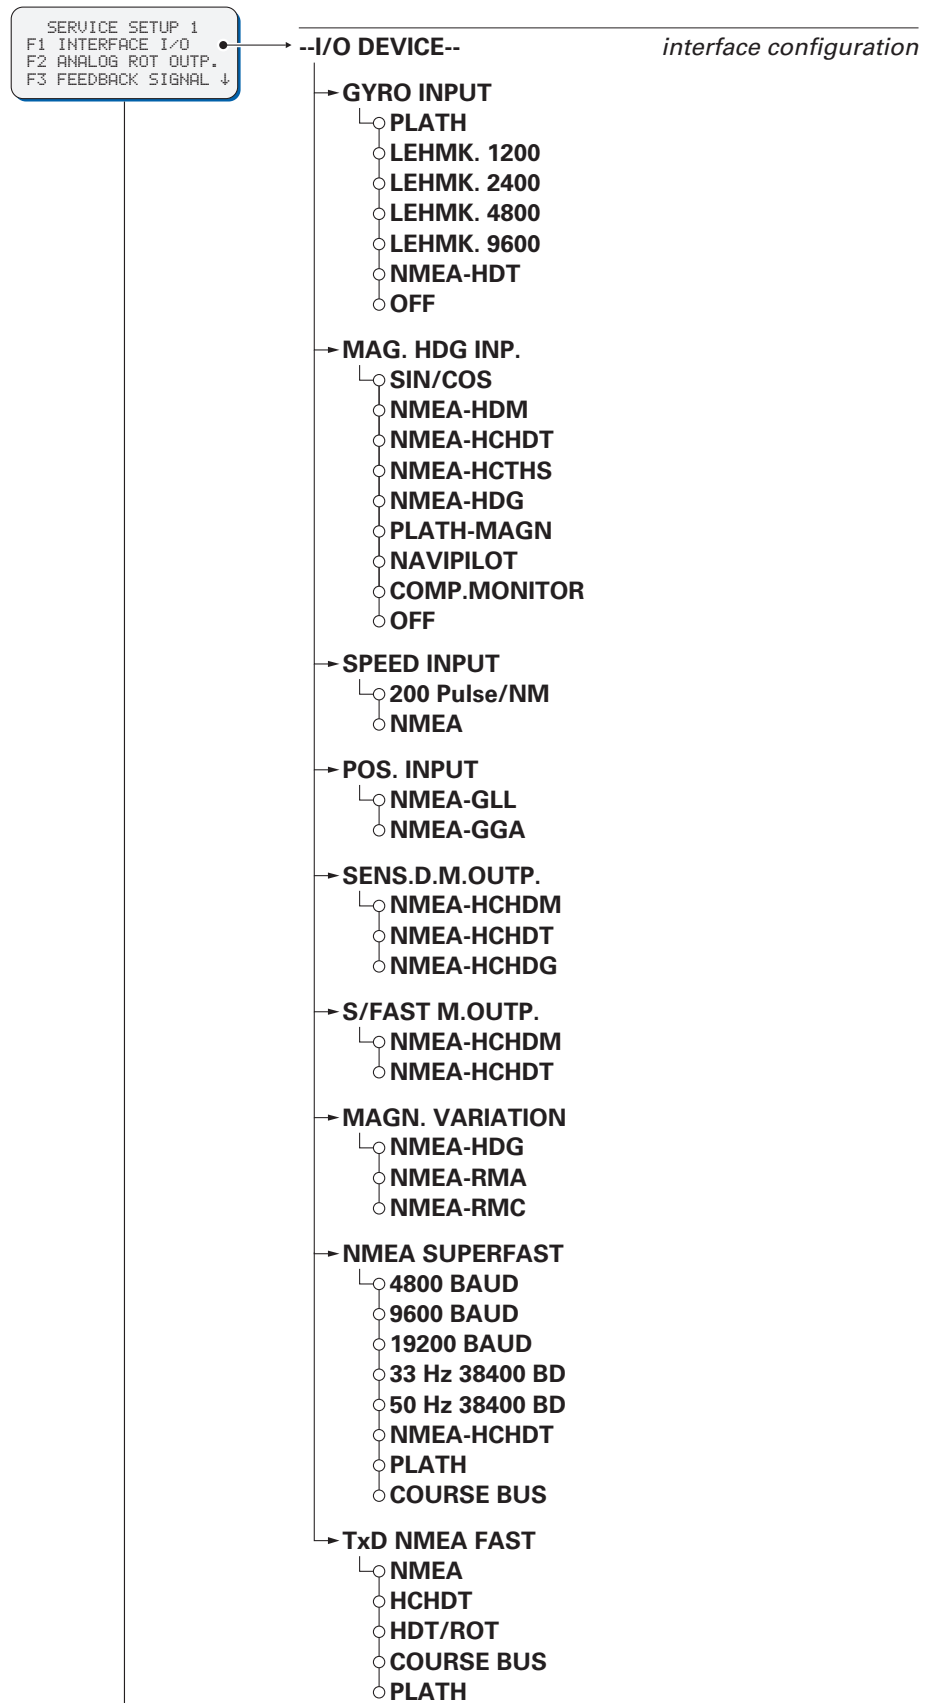 SERVICE SETUP 1
F1 INTERFACE I/O
F2 ANALOG ROT OUTP.
F3 FEEDBACK SIGNAL ↓
--I/O DEVICE-- interface configuration
GYRO INPUT
PLATH
LEHMK. 1200
LEHMK. 2400
LEHMK. 4800
LEHMK. 9600
NMEA-HDT
OFF
MAG. HDG INP.
SIN/COS
NMEA-HDM
NMEA-HCHDT
NMEA-HCTHS
NMEA-HDG
PLATH-MAGN
NAVIPILOT
COMP.MONITOR
OFF
SPEED INPUT
200 Pulse/NM
NMEA
POS. INPUT
NMEA-GLL
NMEA-GGA
SENS.D.M.OUTP.
NMEA-HCHDM
NMEA-HCHDT
NMEA-HCHDG
S/FAST M.OUTP.
NMEA-HCHDM
NMEA-HCHDT
MAGN. VARIATION
NMEA-HDG
NMEA-RMA
NMEA-RMC
NMEA SUPERFAST
4800 BAUD
9600 BAUD
19200 BAUD
33 Hz 38400 BD
50 Hz 38400 BD
NMEA-HCHDT
PLATH
COURSE BUS
TxD NMEA FAST
NMEA
HCHDT
HDT/ROT
COURSE BUS
PLATH